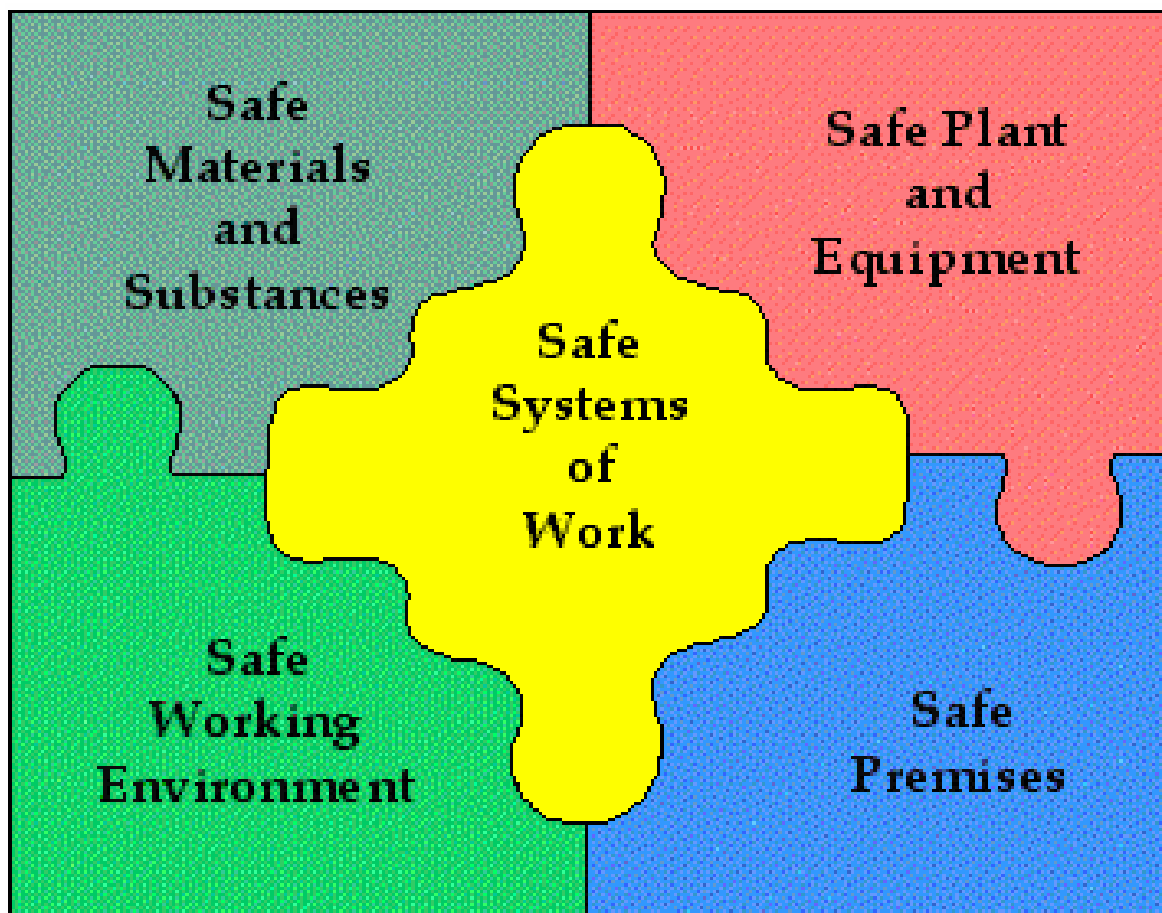 Safe
Materials
and
Substances
Safe Plant
and
Equipment
Safe
Systems
of
Work
Safe
Working
Environment
Safe
Premises